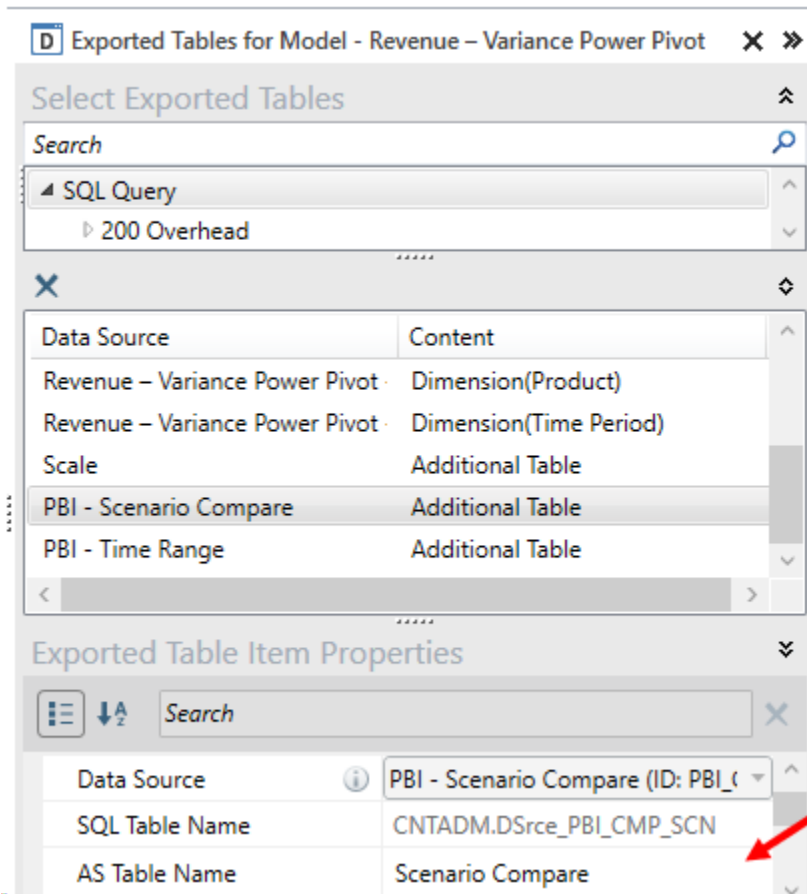 D Exported Tables for Model - Revenue – Variance Power Pivot
Select Exported Tables
Search
SQL Query
200 Overhead
Data Source Content
Revenue – Variance Power Pivot Dimension(Product)
Revenue – Variance Power Pivot Dimension(Time Period)
Scale Additional Table
PBI - Scenario Compare Additional Table
PBI - Time Range Additional Table
Exported Table Item Properties
Search
Data Source PBI - Scenario Compare (ID: PBI_
SQL Table Name CNTADM.DSrce_PBI_CMP_SCN
AS Table Name Scenario Compare